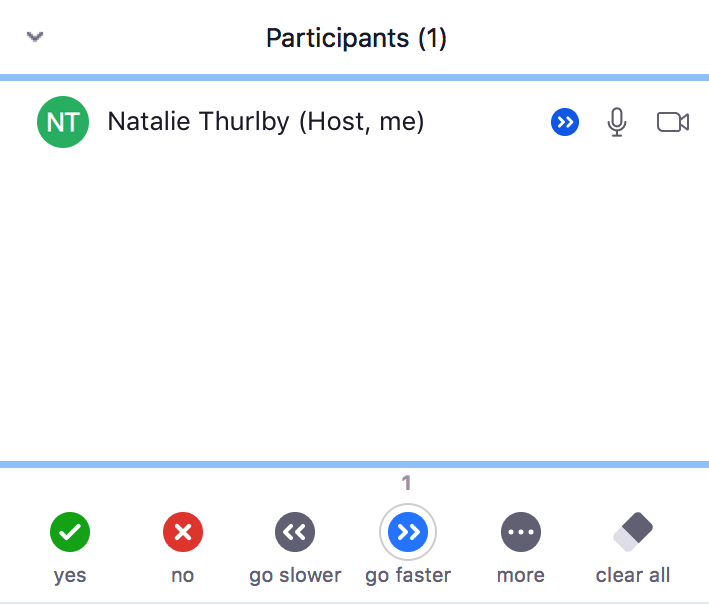 Participants (1)
NT Natalie Thurlby (Host, me)
1
yes no go slower go faster more clear all